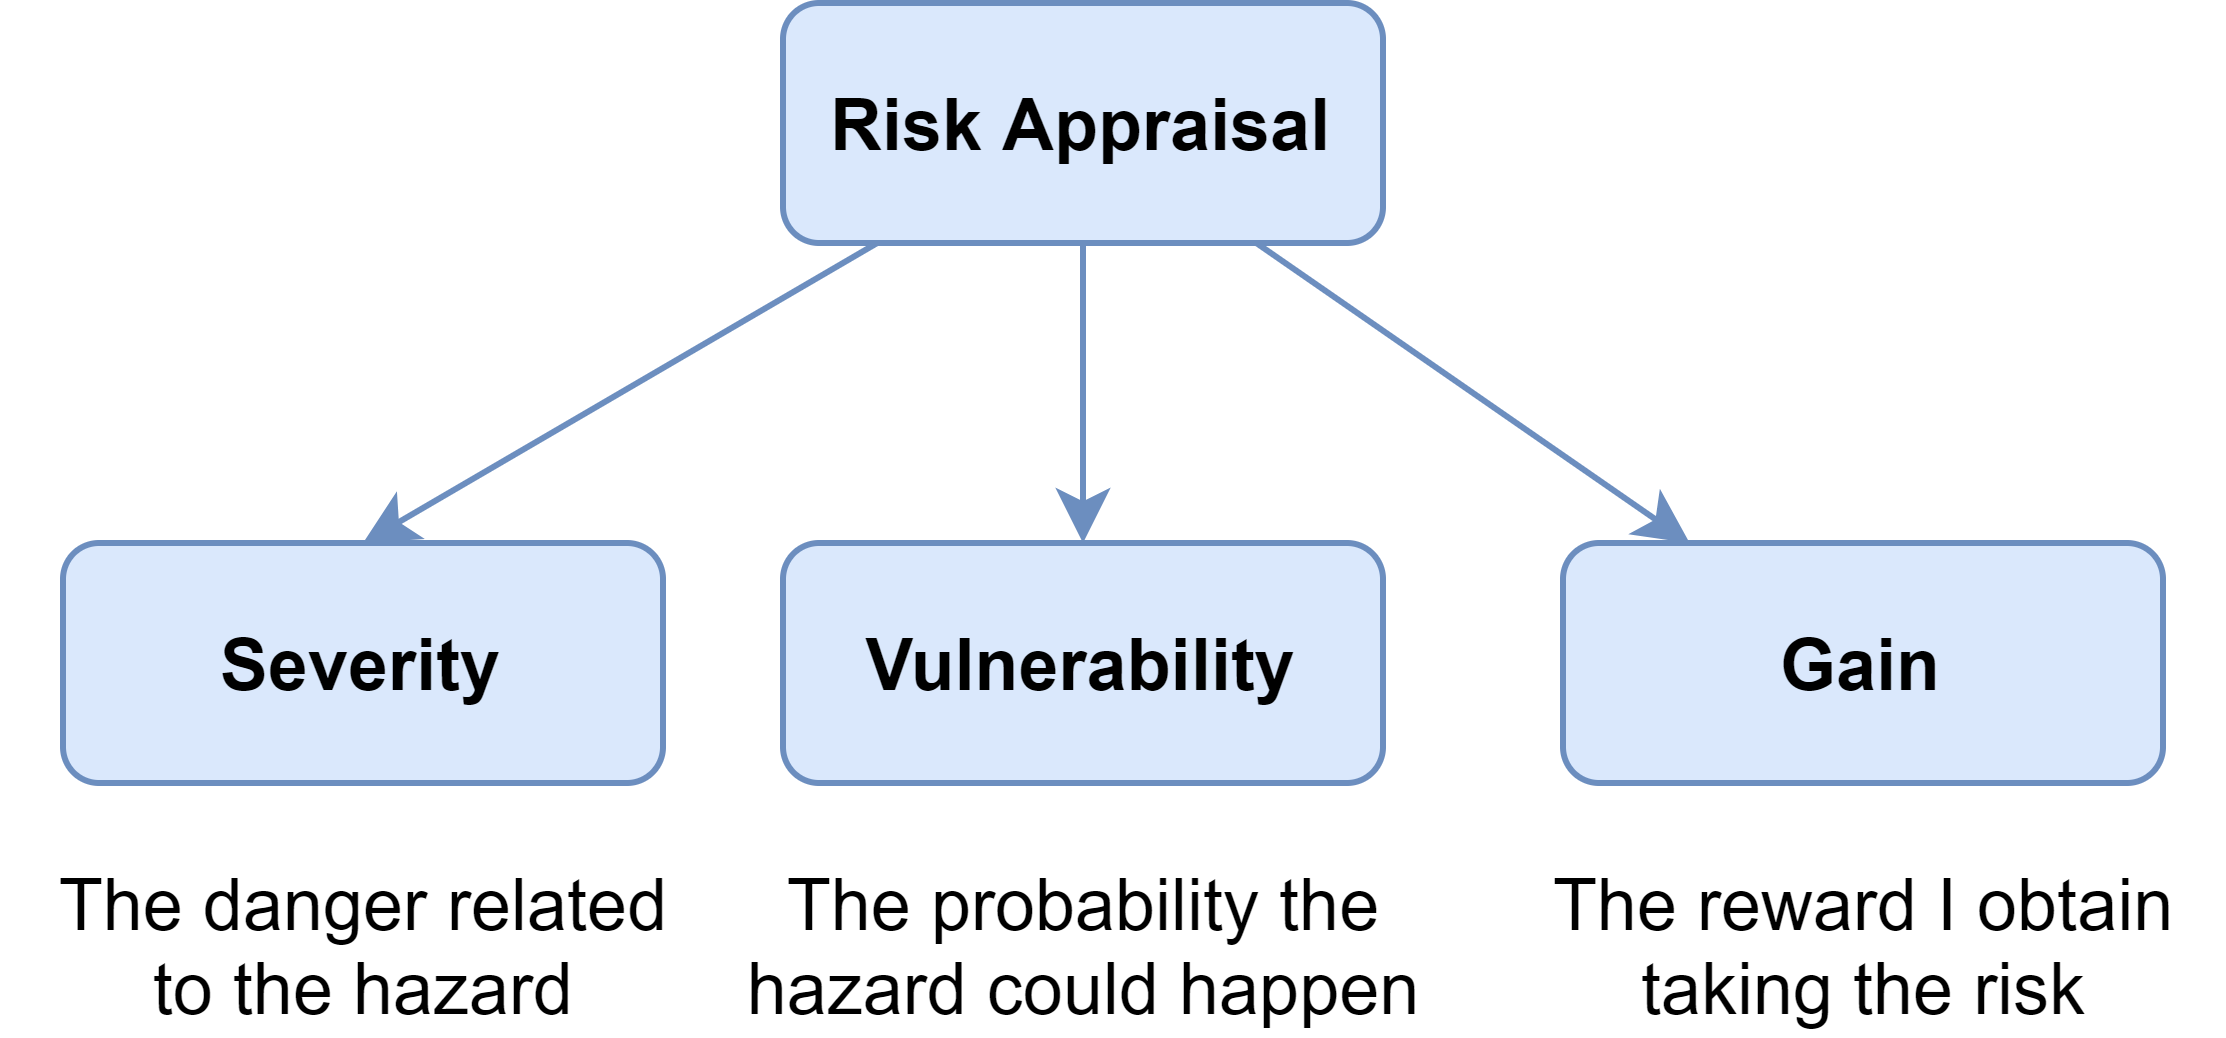 Risk Appraisal
Severity
Vulnerability
Gain
The danger related
to the hazard
The probability the
hazard could happen
The reward I obtain
taking the risk